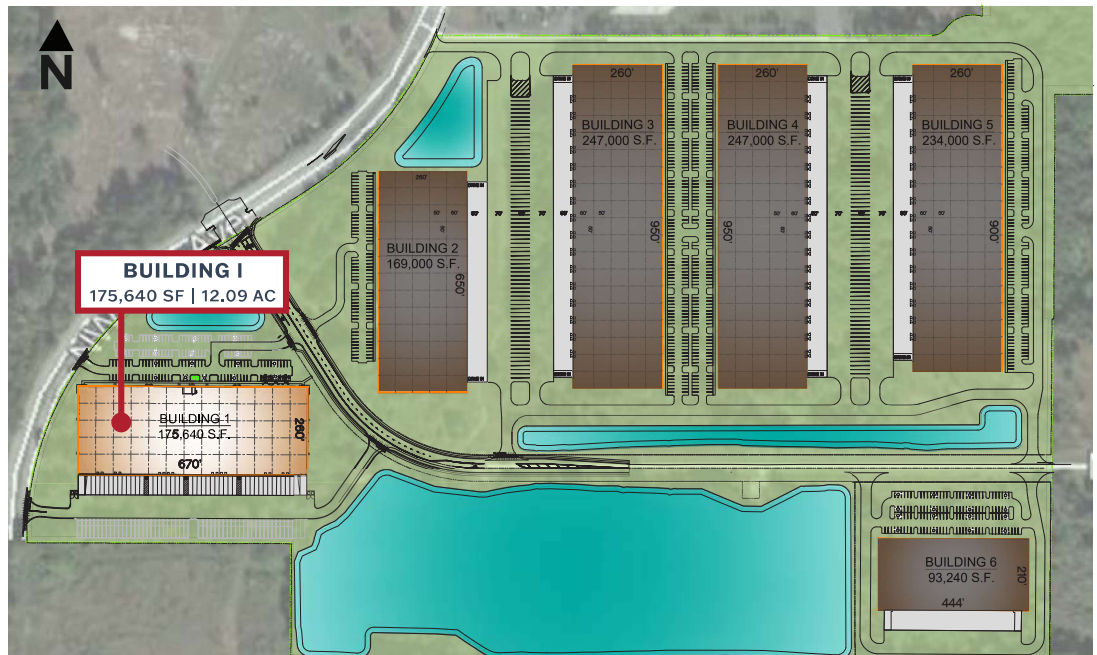 N
260'
BUILDING 3
247,000 S.F.
950'
260'
BUILDING 4
247,000 S.F.
950'
260'
BUILDING 5
234,000 S.F.
900'
260'
BUILDING 2
169,000 S.F.
650'
BUILDING I
175,640 SF | 12.09 AC
BUILDING 1
175,640 S.F.
260'
670'
BUILDING 6
93,240 S.F.
210'
444'